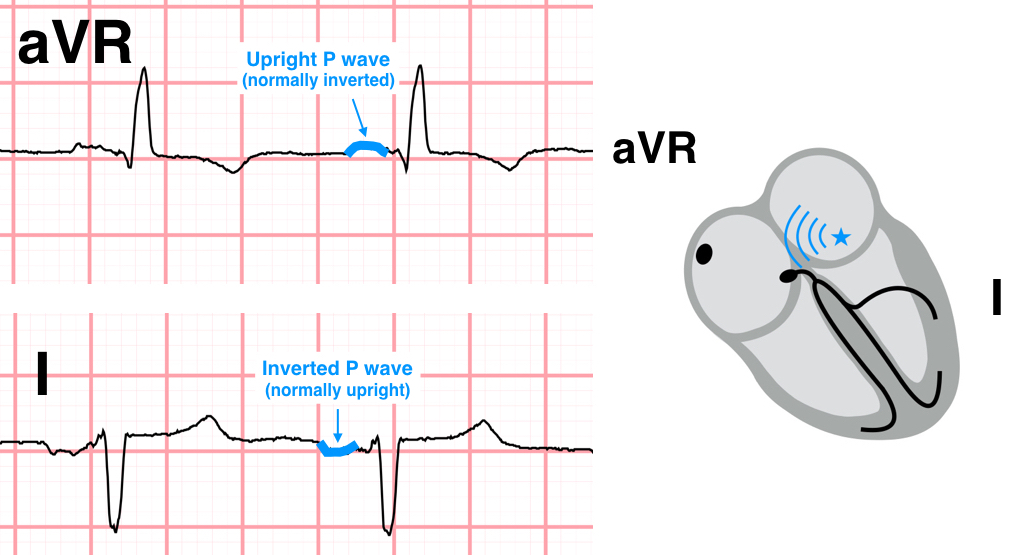 aVR
Upright P wave
(normally inverted)
aVR
I
I
Inverted P wave
(normally upright)